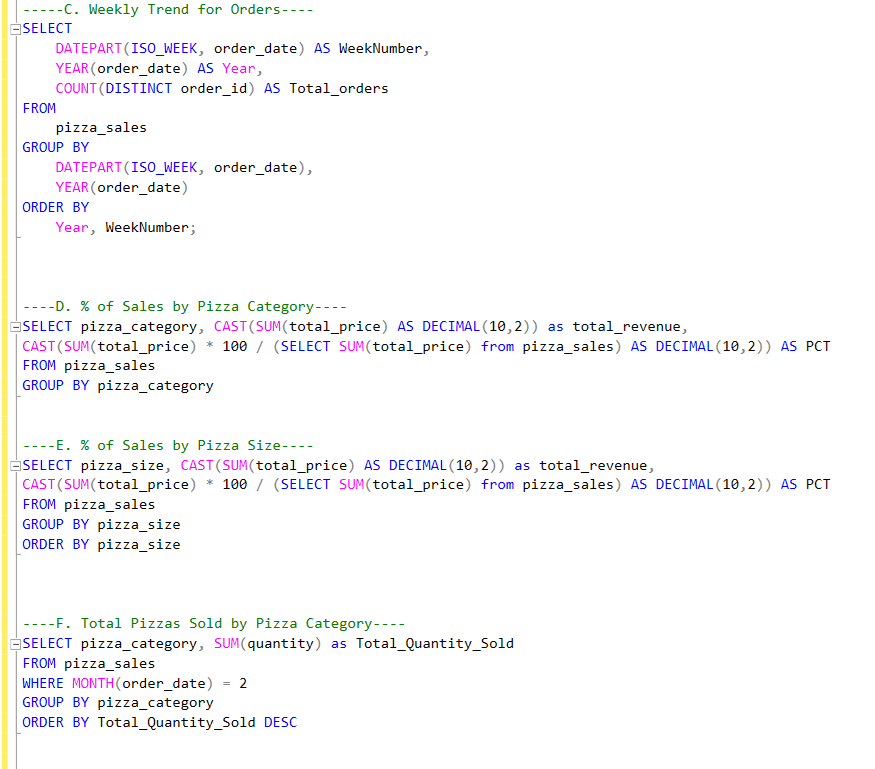 -----C. Weekly Trend for Orders----
SELECT
    DATEPART(ISO_WEEK, order_date) AS WeekNumber,
    YEAR(order_date) AS Year,
    COUNT(DISTINCT order_id) AS Total_orders
FROM
    pizza_sales
GROUP BY
    DATEPART(ISO_WEEK, order_date),
    YEAR(order_date)
ORDER BY
    Year, WeekNumber;
----D. % of Sales by Pizza Category----
SELECT pizza_category, CAST(SUM(total_price) AS DECIMAL(10,2)) as total_revenue,
CAST(SUM(total_price) * 100 / (SELECT SUM(total_price) from pizza_sales) AS DECIMAL(10,2)) AS PCT
FROM pizza_sales
GROUP BY pizza_category
----E. % of Sales by Pizza Size----
SELECT pizza_size, CAST(SUM(total_price) AS DECIMAL(10,2)) as total_revenue,
CAST(SUM(total_price) * 100 / (SELECT SUM(total_price) from pizza_sales) AS DECIMAL(10,2)) AS PCT
FROM pizza_sales
GROUP BY pizza_size
ORDER BY pizza_size
----F. Total Pizzas Sold by Pizza Category----
SELECT pizza_category, SUM(quantity) as Total_Quantity_Sold
FROM pizza_sales
WHERE MONTH(order_date) = 2
GROUP BY pizza_category
ORDER BY Total_Quantity_Sold DESC